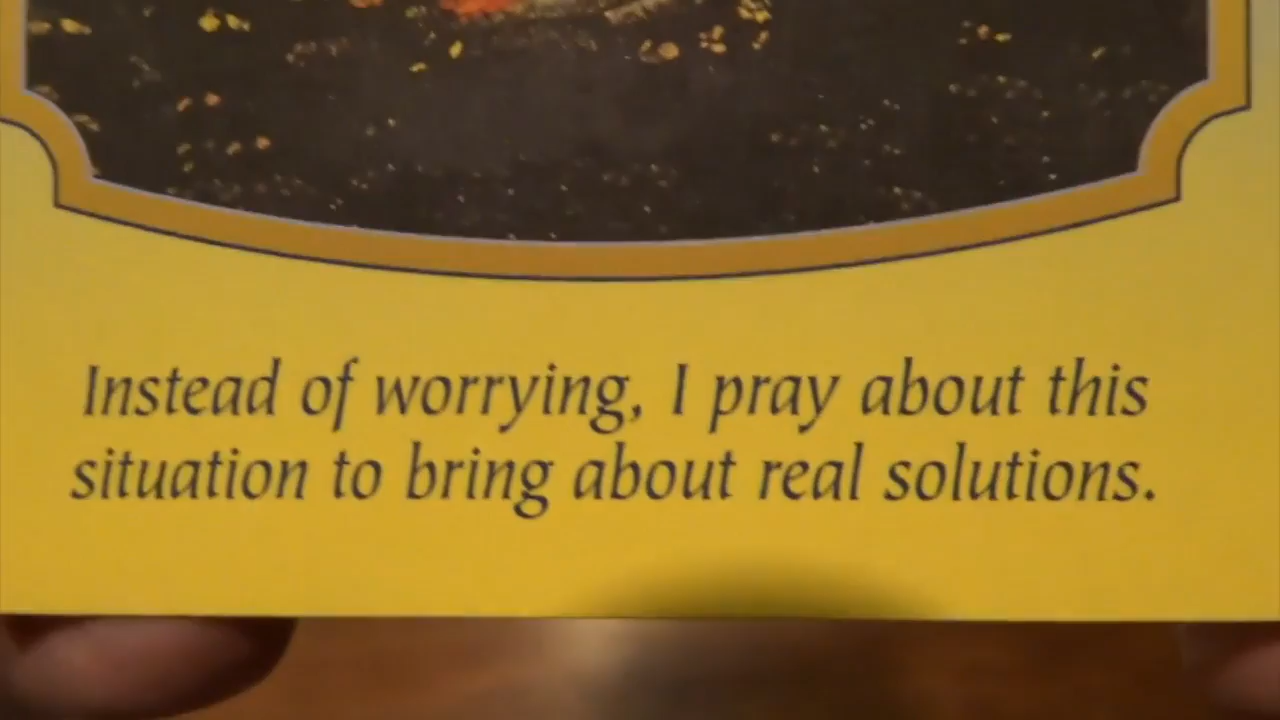 Instead of worrying, I pray about this
situation to bring about real solutions.